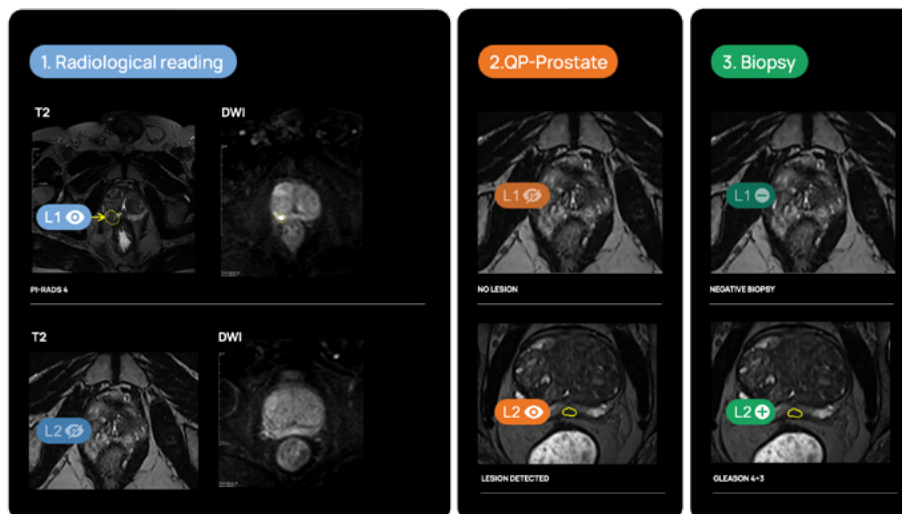 1. Radiological reading
T2
DWI
L1
PI-RADS 4
T2
DWI
L2
2.QP-Prostate
L1
NO LESION
L2
LESION DETECTED
3. Biopsy
L1
NEGATIVE BIOPSY
L2
GLEASON 4+3